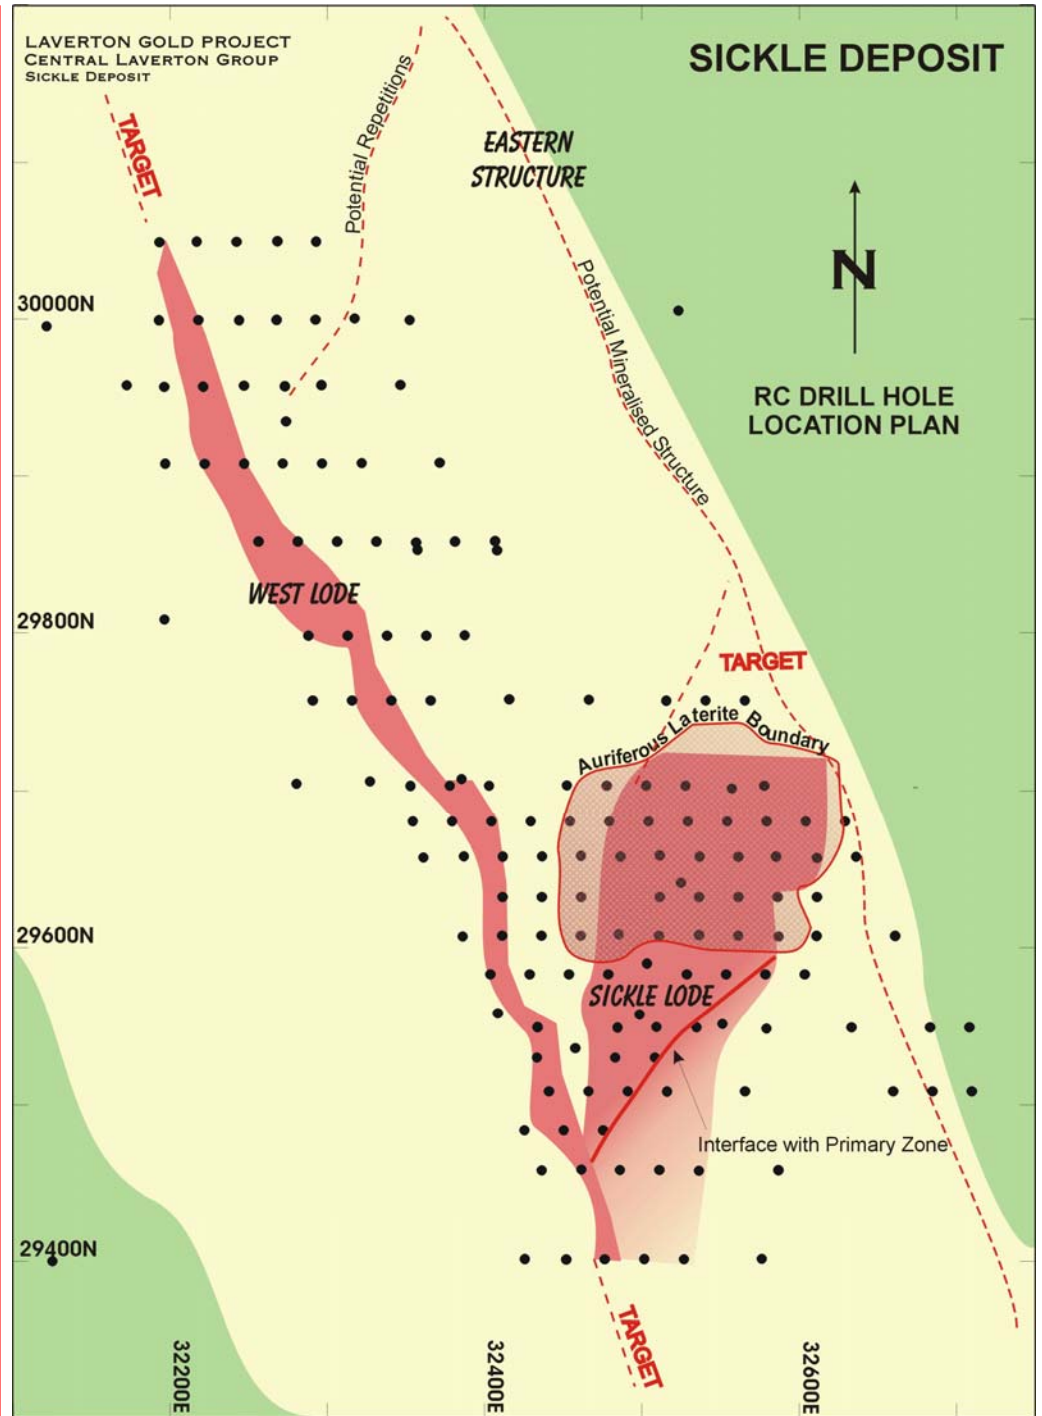 LAVERTON GOLD PROJECT
CENTRAL LAVERTON GROUP
SICKLE DEPOSIT
SICKLE DEPOSIT
TARGET
Potential Repetitions
EASTERN
STRUCTURE
N
Potential Mineralised Structure
30000N
RC DRILL HOLE
LOCATION PLAN
WEST LODE
29800N
TARGET
Auriferous Laterite Boundary
29600N
SICKLE LODE
Interface with Primary Zone
29400N
TARGET
32200E
32400E
32600E